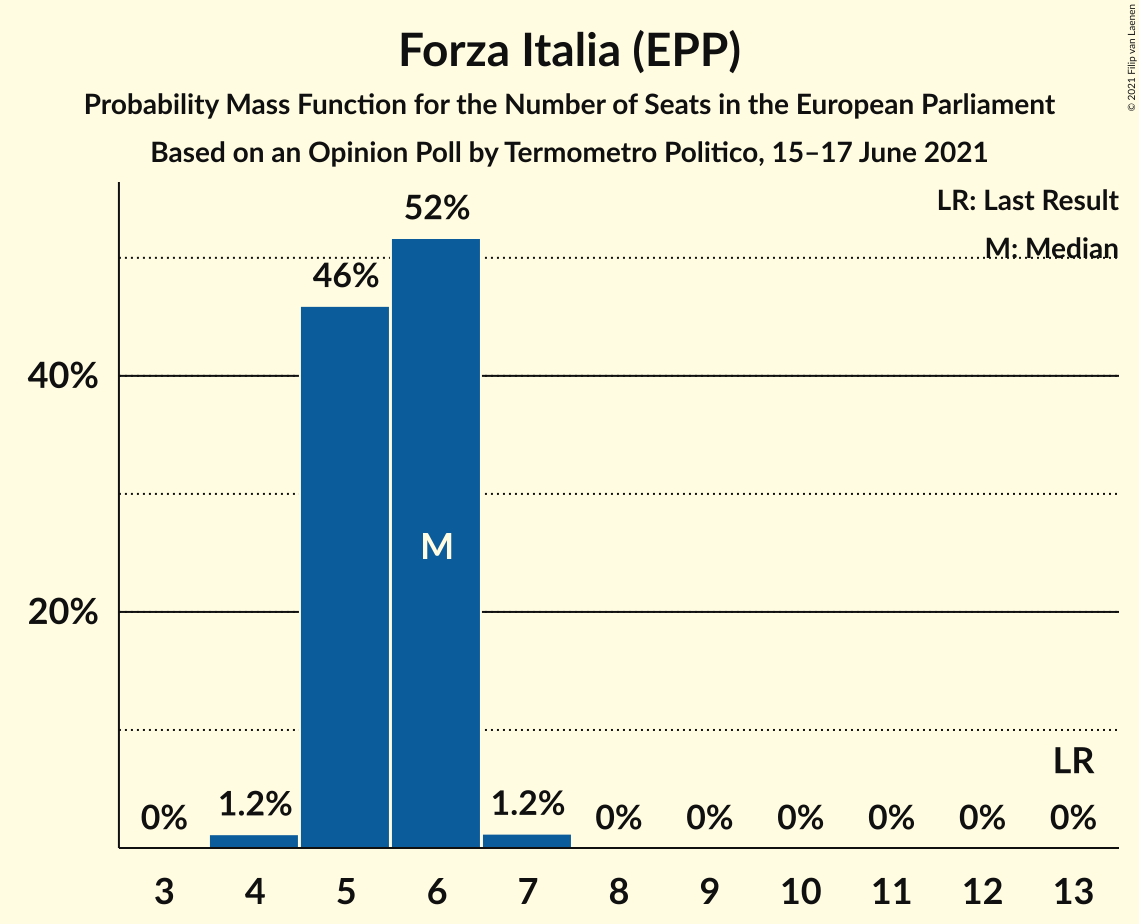 Forza Italia (EPP)
Probability Mass Function for the Number of Seats in the European Parliament
Based on an Opinion Poll by Termometro Politico, 15–17 June 2021
© 2021 Filip van Laenen
LR: Last Result
M: Median
52%
46%
40%
M
20%
LR
0% 1.2% 1.2% 0% 0% 0% 0% 0% 0%
3 4 5 6 7 8 9 10 11 12 13